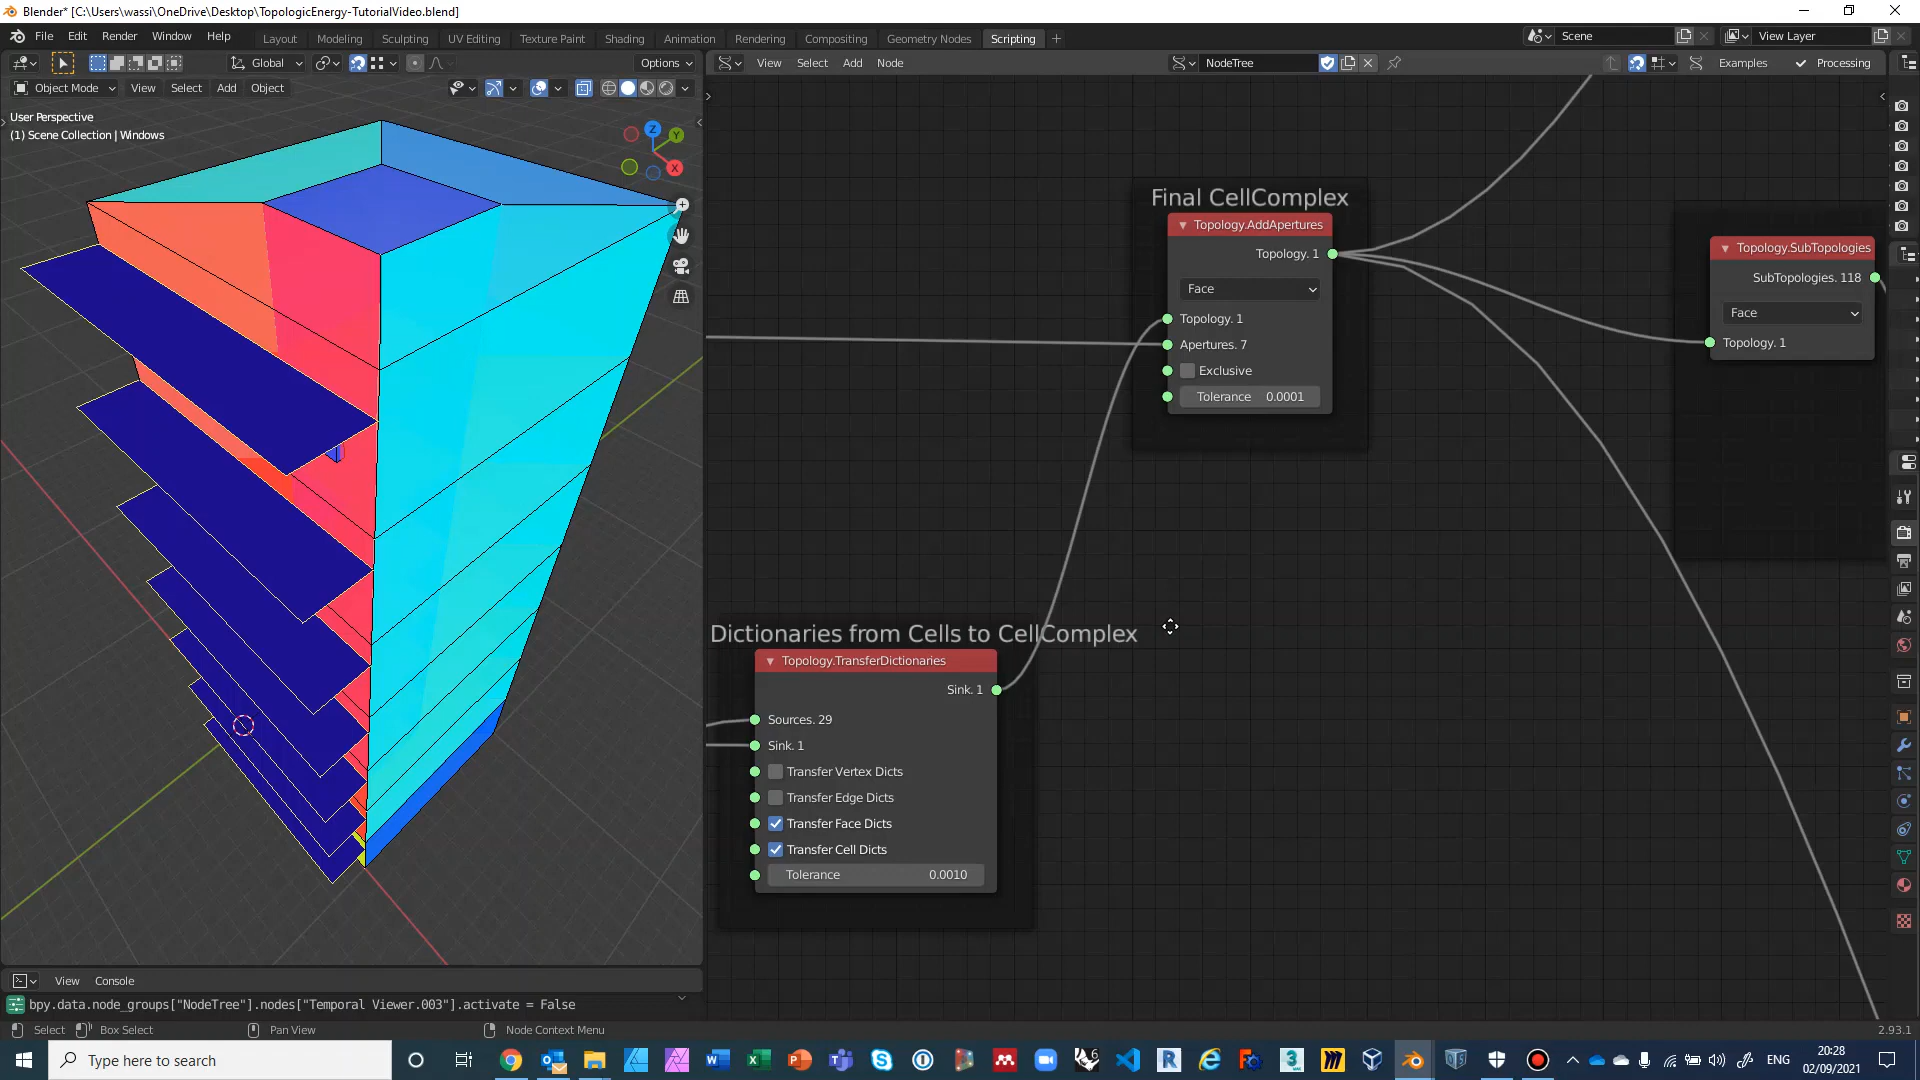 Blender* [C:\Users\wassi\OneDrive\Desktop\TopologicEnergy-TutorialVideo.blend]
File Edit Render Window Help Layout Modeling Sculpting UV Editing Texture Paint Shading Animation Rendering Compositing Geometry Nodes Scripting + Scene View Layer
Global Options View Select Add Node NodeTree Examples Processing
Object Mode View Select Add Object
User Perspective
(1) Scene Collection | Windows
Z
Y
X
Final CellComplex
Topology.AddApertures
Topology. 1
Face
Topology. 1
Apertures. 7
Exclusive
Tolerance 0.0001
Topology.SubTopologies
SubTopologies. 118
Face
Topology. 1
Dictionaries from Cells to CellComplex
Topology.TransferDictionaries
Sink. 1
Sources. 29
Sink. 1
Transfer Vertex Dicts
Transfer Edge Dicts
Transfer Face Dicts
Transfer Cell Dicts
Tolerance 0.0010
View Console
bpy.data.node_groups["NodeTree"].nodes["Temporal Viewer.003"].activate = False
Select Box Select Pan View Node Context Menu 2.93.1
Type here to search
ENG
20:28
02/09/2021